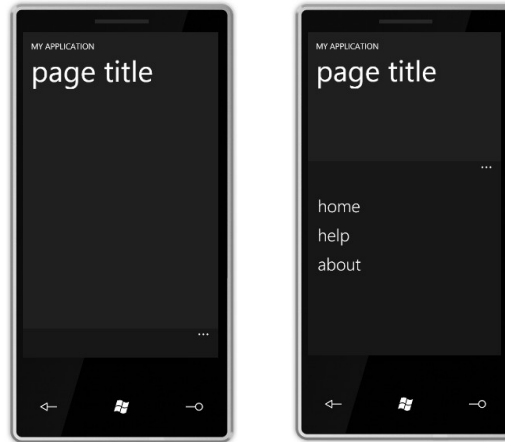 MY APPLICATION
page title
...
MY APPLICATION
page title
...
home
help
about